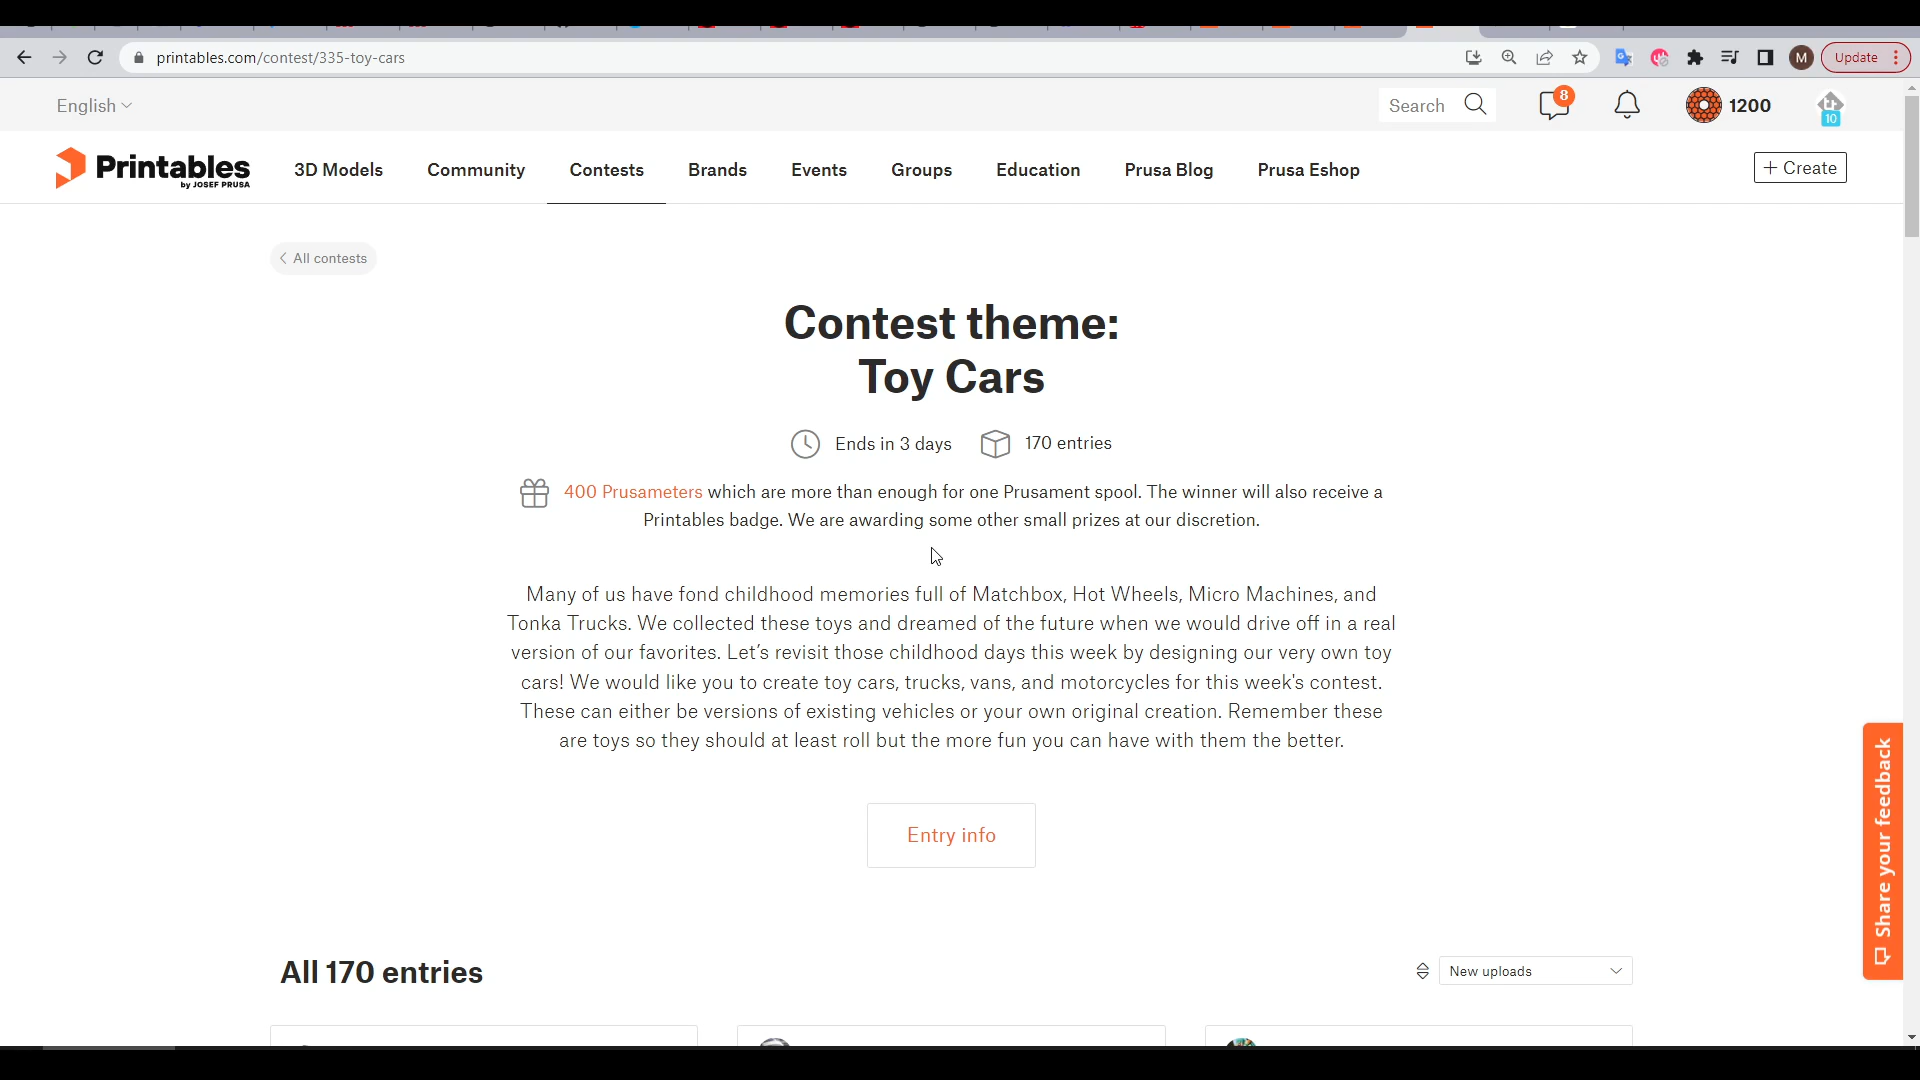 printables.com/contest/335-toy-cars
M
Update
English
Search
8
1200
10
Printables
by JOSEF PRUSA
3D Models
Community
Contests
Brands
Events
Groups
Education
Prusa Blog
Prusa Eshop
+ Create
All contests
Contest theme:
Toy Cars
Ends in 3 days
170 entries
400 Prusameters which are more than enough for one Prusament spool. The winner will also receive a
Printables badge. We are awarding some other small prizes at our discretion.
Many of us have fond childhood memories full of Matchbox, Hot Wheels, Micro Machines, and
Tonka Trucks. We collected these toys and dreamed of the future when we would drive off in a real
version of our favorites. Let's revisit those childhood days this week by designing our very own toy
cars! We would like you to create toy cars, trucks, vans, and motorcycles for this week's contest.
These can either be versions of existing vehicles or your own original creation. Remember these
are toys so they should at least roll but the more fun you can have with them the better.
Entry info
Share your feedback
All 170 entries
New uploads